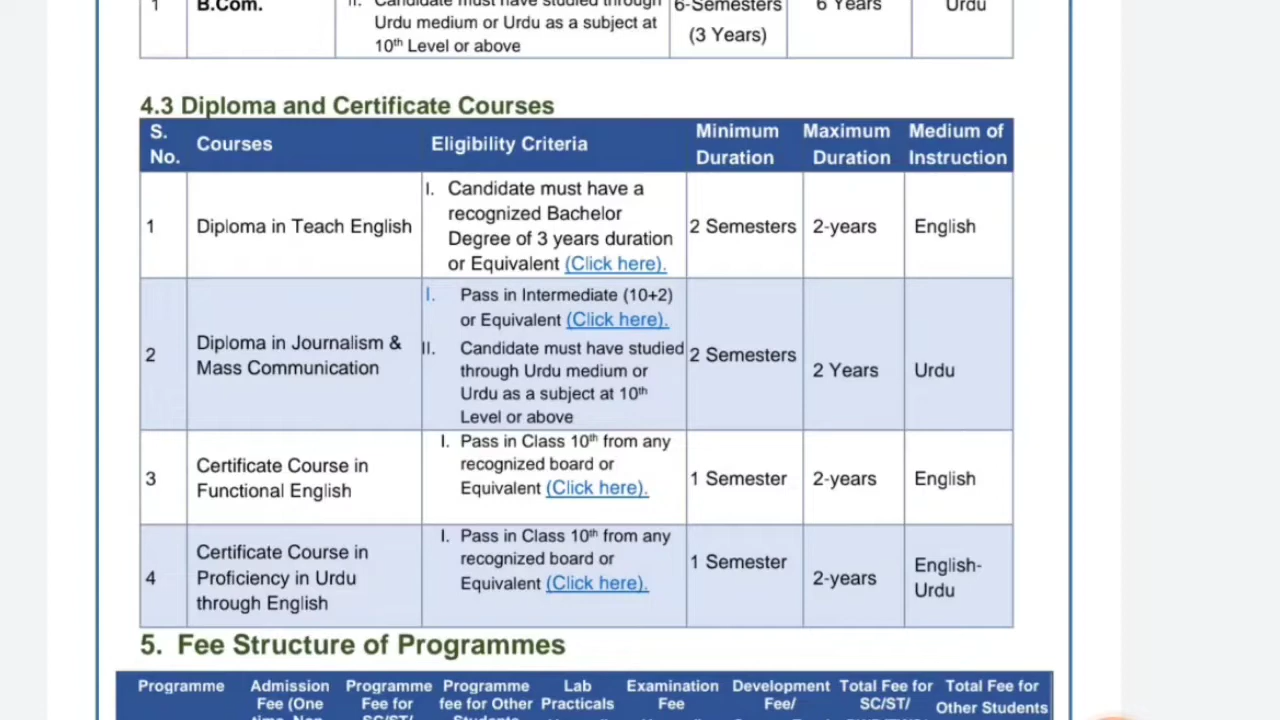 1 B.Com. II. Candidate must have studied through 6-Semesters 6 Years Urdu
Urdu medium or Urdu as a subject at
10th Level or above
(3 Years)
4.3 Diploma and Certificate Courses
S. No. Courses Eligibility Criteria Minimum Duration Maximum Duration Medium of Instruction
1 Diploma in Teach English
I. Candidate must have a
recognized Bachelor
Degree of 3 years duration
or Equivalent (Click here).
2 Semesters 2-years English
2 Diploma in Journalism &
Mass Communication
I. Pass in Intermediate (10+2)
or Equivalent (Click here).
II. Candidate must have studied
through Urdu medium or
Urdu as a subject at 10th
Level or above
2 Semesters 2 Years Urdu
3 Certificate Course in
Functional English
I. Pass in Class 10th from any
recognized board or
Equivalent (Click here).
1 Semester 2-years English
4 Certificate Course in
Proficiency in Urdu
through English
I. Pass in Class 10th from any
recognized board or
Equivalent (Click here).
1 Semester 2-years English-
Urdu
5. Fee Structure of Programmes
Programme Admission Programme Programme Lab Examination Development Total Fee for Total Fee for
Fee (One Fee for fee for Other Practicals Fee Fee/ SC/ST/ Other Students